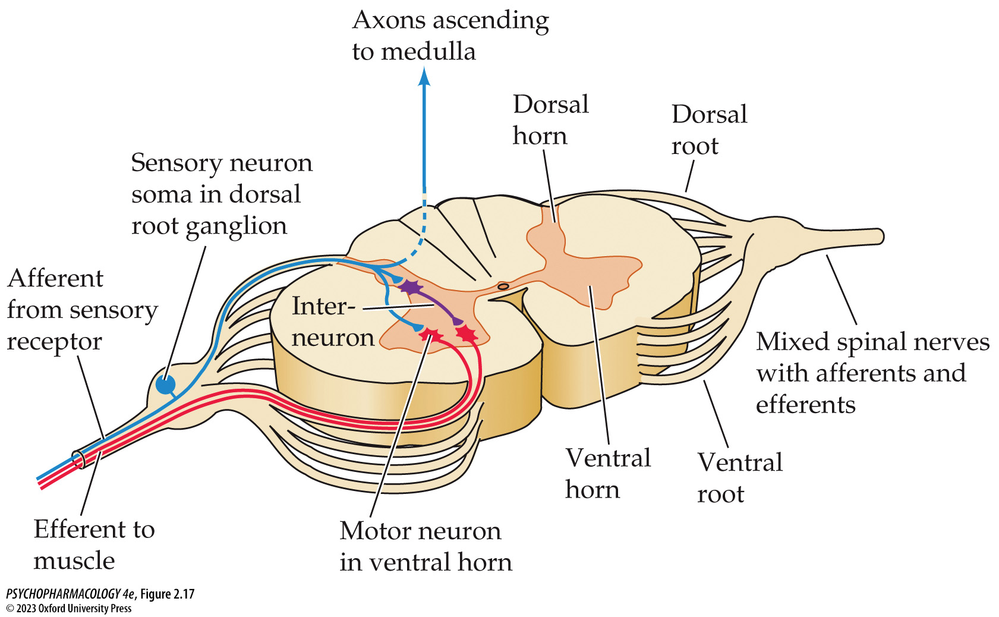 Axons ascending
to medulla
Dorsal
horn
Dorsal
root
Sensory neuron
soma in dorsal
root ganglion
Afferent
from sensory
receptor
Inter-
neuron
Mixed spinal nerves
with afferents and
efferents
Ventral
horn
Ventral
root
Efferent to
muscle
Motor neuron
in ventral horn
PSYCHOPHARMACOLOGY 4e, Figure 2.17
© 2023 Oxford University Press